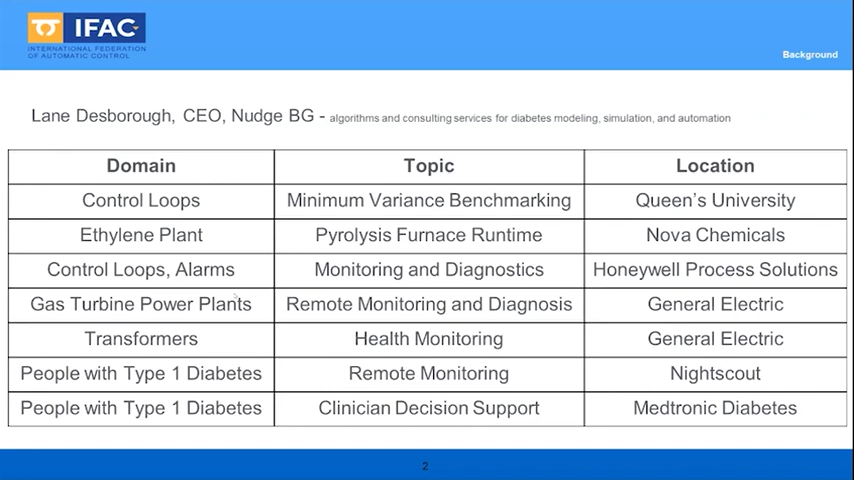 IFAC
INTERNATIONAL FEDERATION
OF AUTOMATIC CONTROL
Background
Lane Desborough, CEO, Nudge BG - algorithms and consulting services for diabetes modeling, simulation, and automation
Domain Topic Location
Control Loops Minimum Variance Benchmarking Queen's University
Ethylene Plant Pyrolysis Furnace Runtime Nova Chemicals
Control Loops, Alarms Monitoring and Diagnostics Honeywell Process Solutions
Gas Turbine Power Plants Remote Monitoring and Diagnosis General Electric
Transformers Health Monitoring General Electric
People with Type 1 Diabetes Remote Monitoring Nightscout
People with Type 1 Diabetes Clinician Decision Support Medtronic Diabetes
2